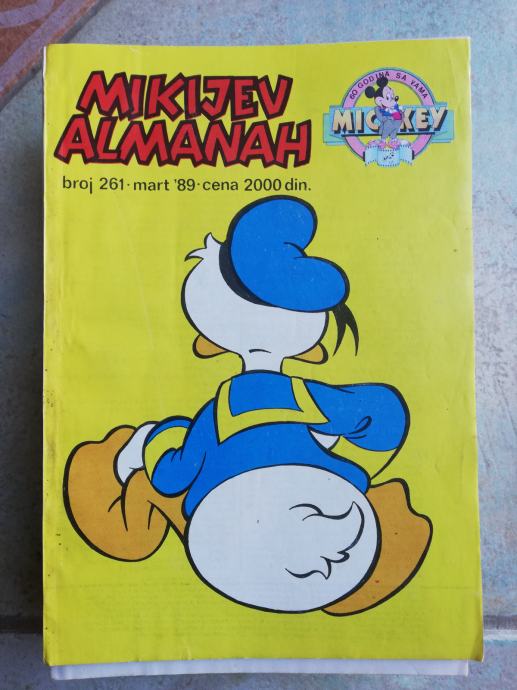 MIKIJEV
ALMANAH
60 GODINA SA VAMA
MICKEY
broj 261 · mart '89 · cena 2000 din.